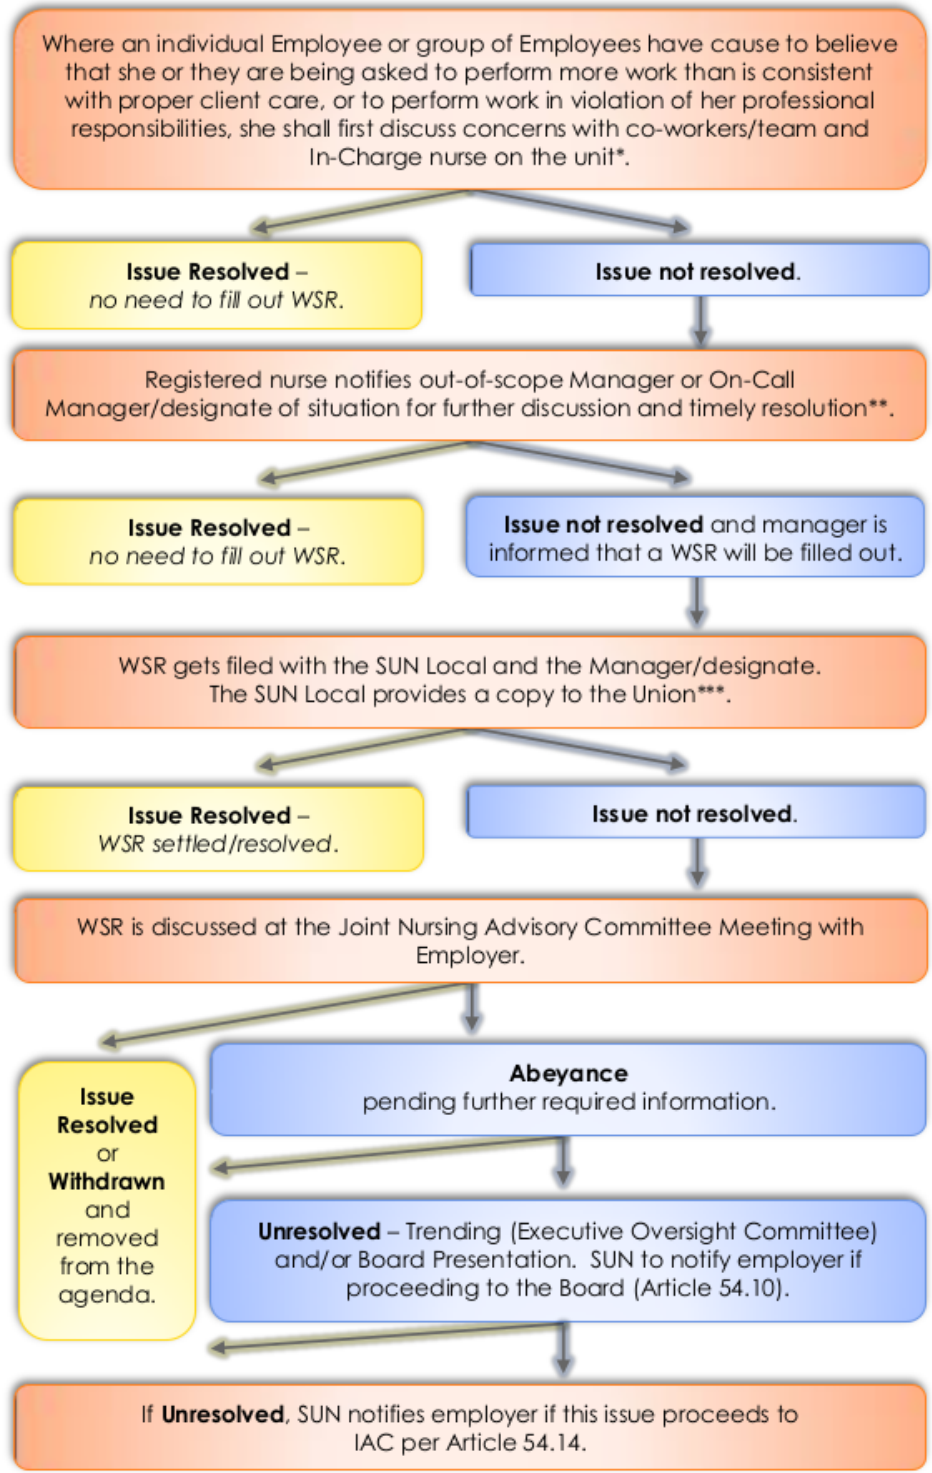 Where an individual Employee or group of Employees have cause to believe
that she or they are being asked to perform more work than is consistent
with proper client care, or to perform work in violation of her professional
responsibilities, she shall first discuss concerns with co-workers/team and
In-Charge nurse on the unit*.
Issue Resolved –
no need to fill out WSR.
Issue not resolved.
Registered nurse notifies out-of-scope Manager or On-Call
Manager/designate of situation for further discussion and timely resolution**.
Issue Resolved –
no need to fill out WSR.
Issue not resolved and manager is
informed that a WSR will be filled out.
WSR gets filed with the SUN Local and the Manager/designate.
The SUN Local provides a copy to the Union***.
Issue Resolved –
WSR settled/resolved.
Issue not resolved.
WSR is discussed at the Joint Nursing Advisory Committee Meeting with
Employer.
Issue
Resolved
or
Withdrawn
and
removed
from the
agenda.
Abeyance
pending further required information.
Unresolved – Trending (Executive Oversight Committee)
and/or Board Presentation.  SUN to notify employer if
proceeding to the Board (Article 54.10).
If Unresolved, SUN notifies employer if this issue proceeds to
IAC per Article 54.14.